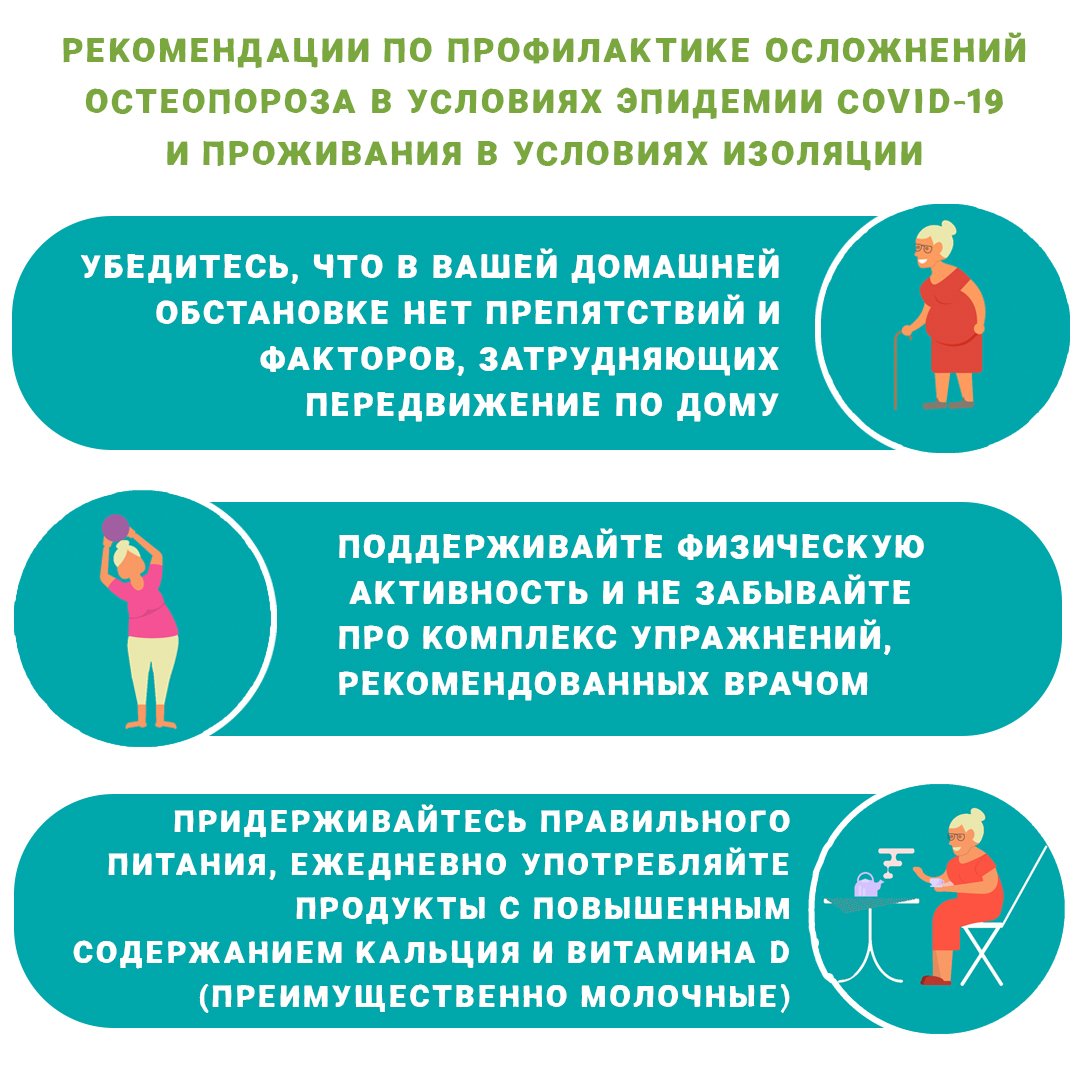 РЕКОМЕНДАЦИИ ПО ПРОФИЛАКТИКЕ ОСЛОЖНЕНИЙ
ОСТЕОПОРОЗА В УСЛОВИЯХ ЭПИДЕМИИ COVID-19
И ПРОЖИВАНИЯ В УСЛОВИЯХ ИЗОЛЯЦИИ
УБЕДИТЕСЬ, ЧТО В ВАШЕЙ ДОМАШНЕЙ
ОБСТАНОВКЕ НЕТ ПРЕПЯТСТВИЙ И
ФАКТОРОВ, ЗАТРУДНЯЮЩИХ
ПЕРЕДВИЖЕНИЕ ПО ДОМУ
ПОДДЕРЖИВАЙТЕ ФИЗИЧЕСКУЮ
АКТИВНОСТЬ И НЕ ЗАБЫВАЙТЕ
ПРО КОМПЛЕКС УПРАЖНЕНИЙ,
РЕКОМЕНДОВАННЫХ ВРАЧОМ
ПРИДЕРЖИВАЙТЕСЬ ПРАВИЛЬНОГО
ПИТАНИЯ, ЕЖЕДНЕВНО УПОТРЕБЛЯЙТЕ
ПРОДУКТЫ С ПОВЫШЕННЫМ
СОДЕРЖАНИЕМ КАЛЬЦИЯ И ВИТАМИНА D
(ПРЕИМУЩЕСТВЕННО МОЛОЧНЫЕ)